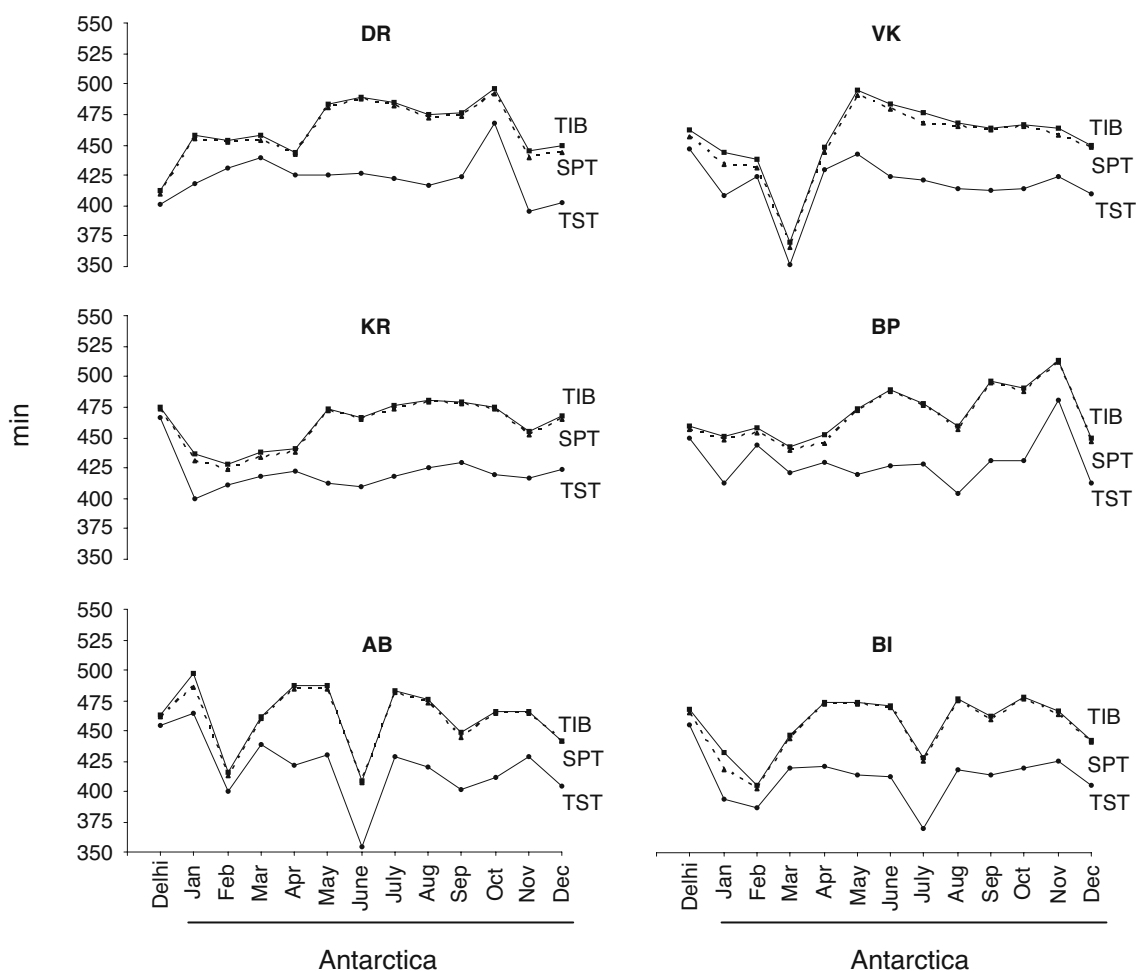 DR
550
525
500
475
450
425
400
375
350
TIB
SPT
TST
VK
TIB
SPT
TST
KR
550
525
500
475
450
425
400
375
350
TIB
SPT
TST
BP
TIB
SPT
TST
min
AB
550
525
500
475
450
425
400
375
350
TIB
SPT
TST
Delhi
Jan
Feb
Mar
Apr
May
June
July
Aug
Sep
Oct
Nov
Dec
Antarctica
BI
TIB
SPT
TST
Delhi
Jan
Feb
Mar
Apr
May
June
July
Aug
Sep
Oct
Nov
Dec
Antarctica